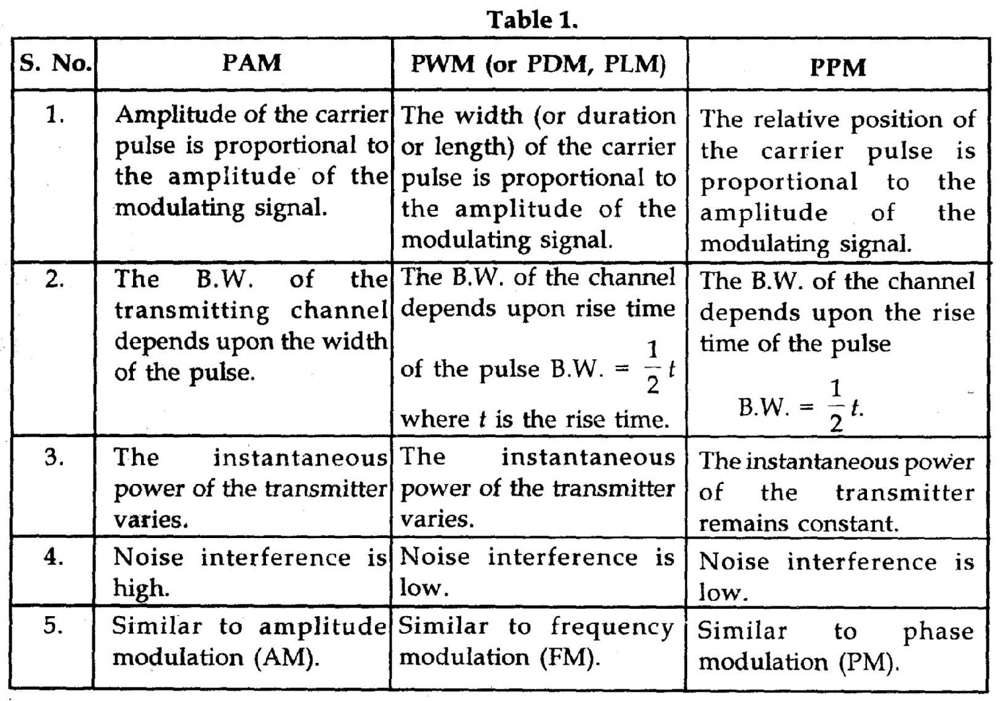 Table 1.
S. No.
PAM
PWM (or PDM, PLM)
PPM
1.
Amplitude of the carrier
pulse is proportional to
the amplitude of the
modulating signal.
The width (or duration
or length) of the carrier
pulse is proportional to
the amplitude of the
modulating signal.
The relative position of
the carrier pulse is
proportional to the
amplitude of the
modulating signal.
2.
The B.W. of the
transmitting channel
depends upon the width
of the pulse.
The B.W. of the channel
depends upon rise time
of the pulse B.W. = 1/2 t
where t is the rise time.
The B.W. of the channel
depends upon the rise
time of the pulse
B.W. = 1/2 t.
3.
The instantaneous
power of the transmitter
varies.
The instantaneous
power of the transmitter
varies.
The instantaneous power
of the transmitter
remains constant.
4.
Noise interference is
high.
Noise interference is
low.
Noise interference is
low.
5.
Similar to amplitude
modulation (AM).
Similar to frequency
modulation (FM).
Similar to phase
modulation (PM).